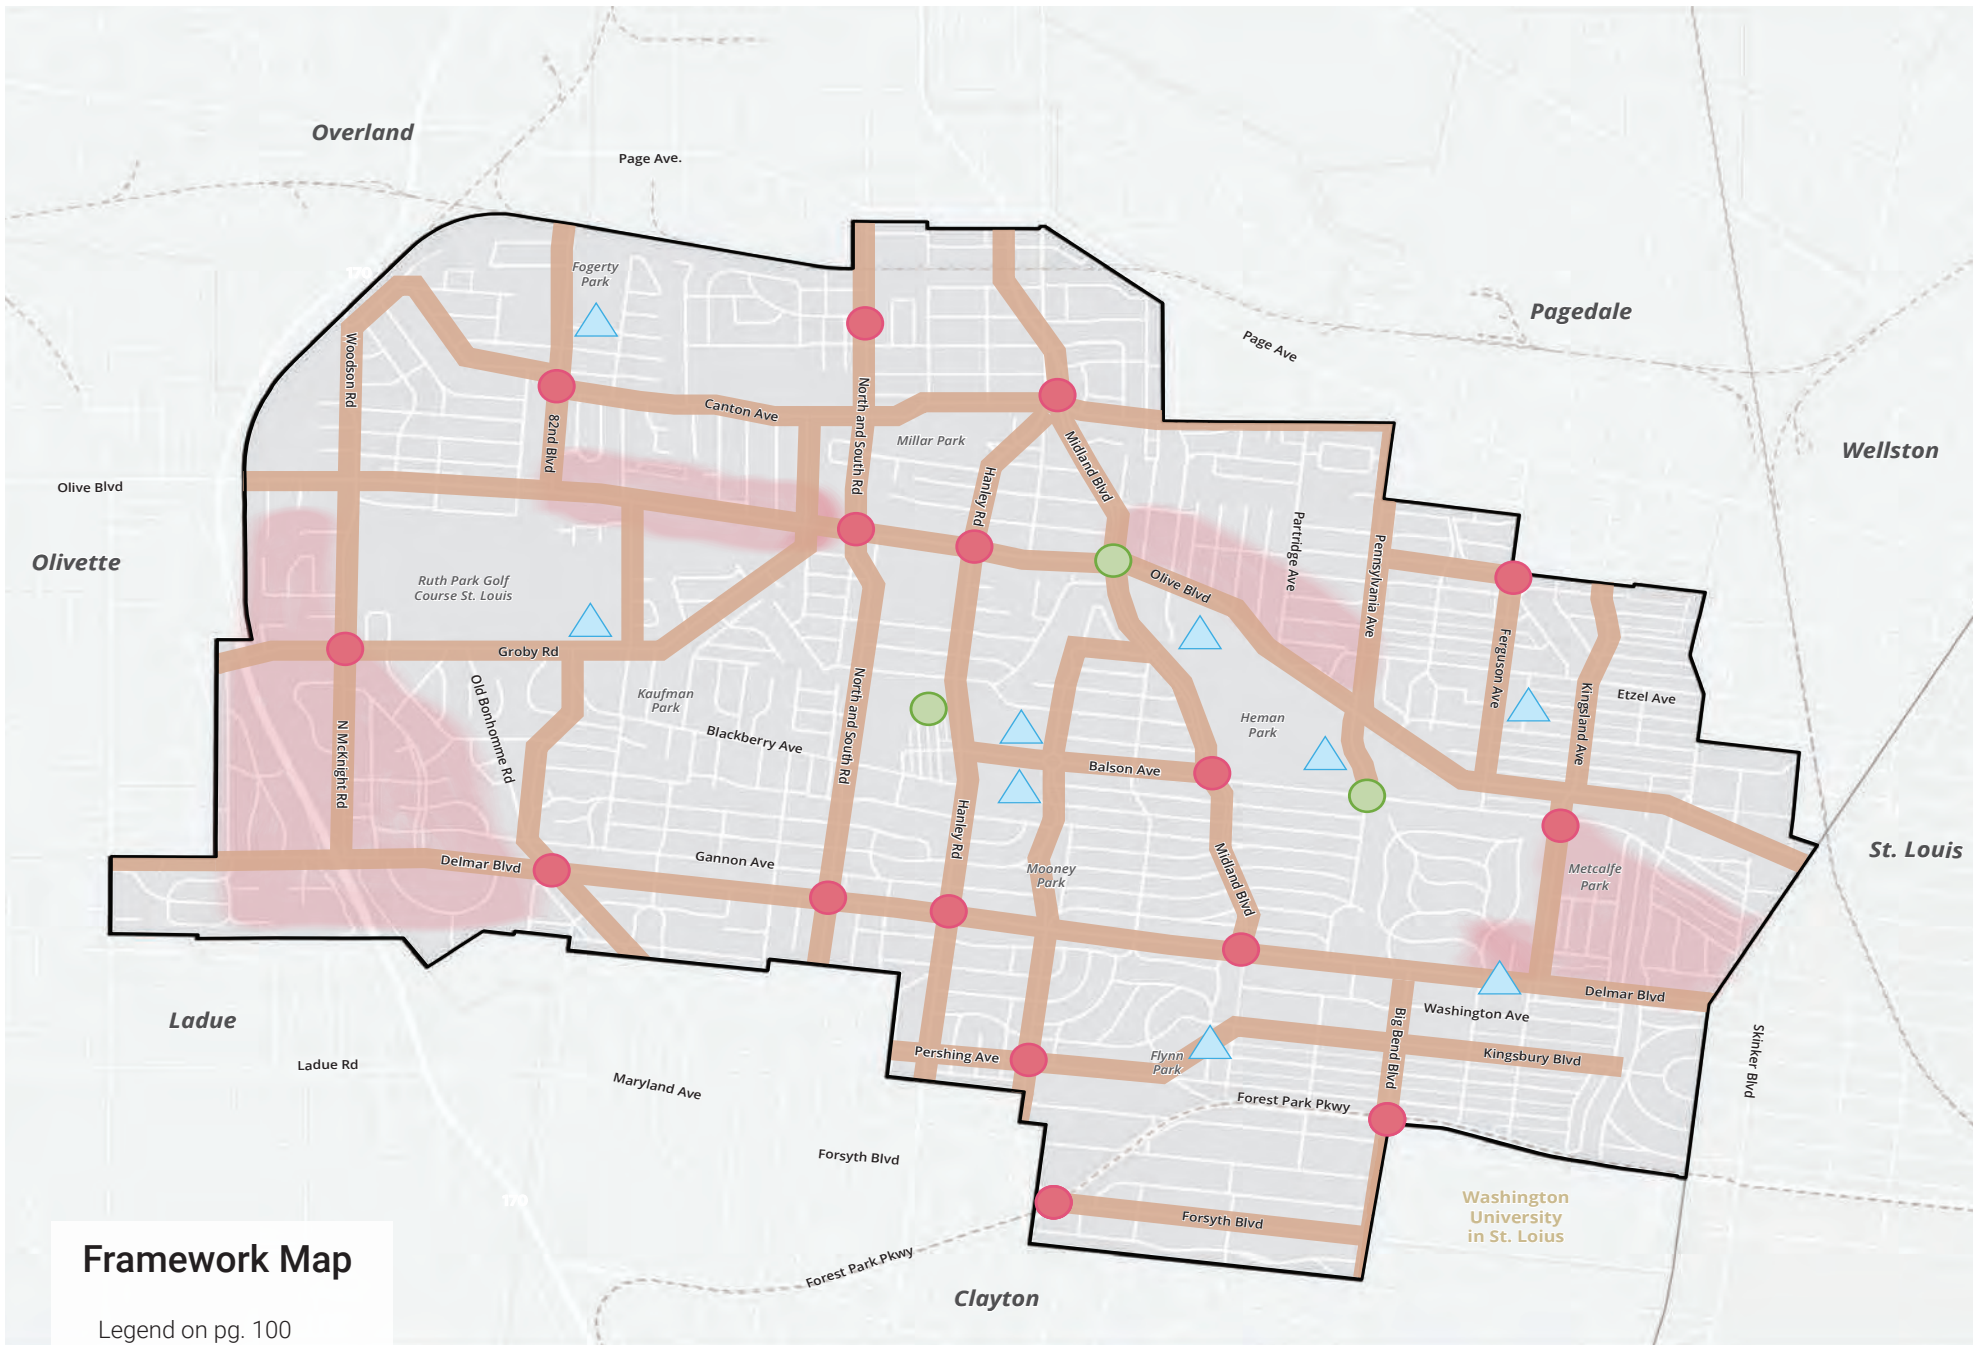 Overland
Page Ave.
170
Fogerty
Park
Pagedale
Page Ave
Woodson Rd
82nd Blvd
Canton Ave
North and South Rd
Millar Park
Midland Blvd
Hanley Rd
Wellston
Olive Blvd
Olivette
Ruth Park Golf
Course St. Louis
Olive Blvd
Partridge Ave
Pennsylvania Ave
Ferguson Ave
Kingsland Ave
Etzel Ave
Groby Rd
Old Bonhomme Rd
Kaufman
Park
Blackberry Ave
North and South Rd
Heman
Park
N McKnight Rd
Balson Ave
Hanley Rd
Delmar Blvd
Gannon Ave
Mooney
Park
Midland Blvd
Metcalfe
Park
St. Louis
Delmar Blvd
Washington Ave
Ladue
Ladue Rd
Maryland Ave
Pershing Ave
Flynn
Park
Big Bend Blvd
Kingsbury Blvd
Skinker Blvd
Forest Park Pkwy
Forsyth Blvd
170
Washington
University
in St. Loius
Forsyth Blvd
Forest Park Pkwy
Clayton
Framework Map
Legend on pg. 100